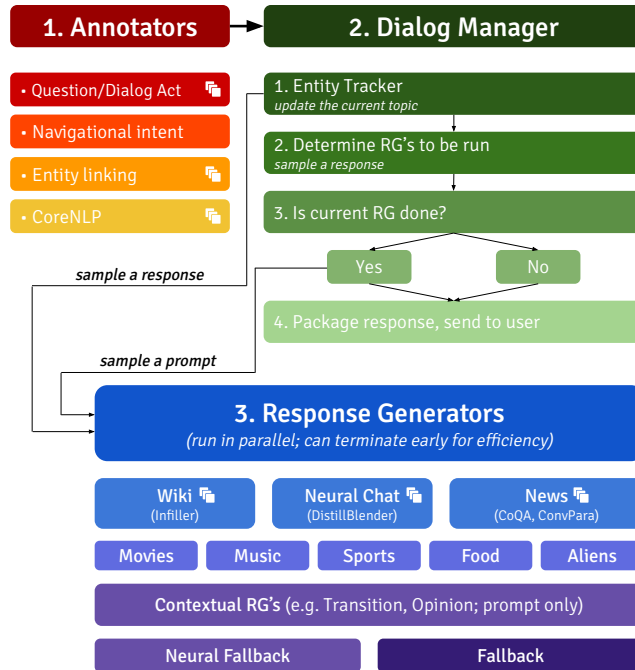 1. Annotators
2. Dialog Manager
• Question/Dialog Act
• Navigational intent
• Entity linking
• CoreNLP
1. Entity Tracker
update the current topic
2. Determine RG's to be run
sample a response
3. Is current RG done?
Yes
No
4. Package response, send to user
sample a response
sample a prompt
3. Response Generators
(run in parallel; can terminate early for efficiency)
Wiki
(Infiller)
Neural Chat
(DistillBlender)
News
(CoQA, ConvPara)
Movies
Music
Sports
Food
Aliens
Contextual RG's (e.g. Transition, Opinion; prompt only)
Neural Fallback
Fallback